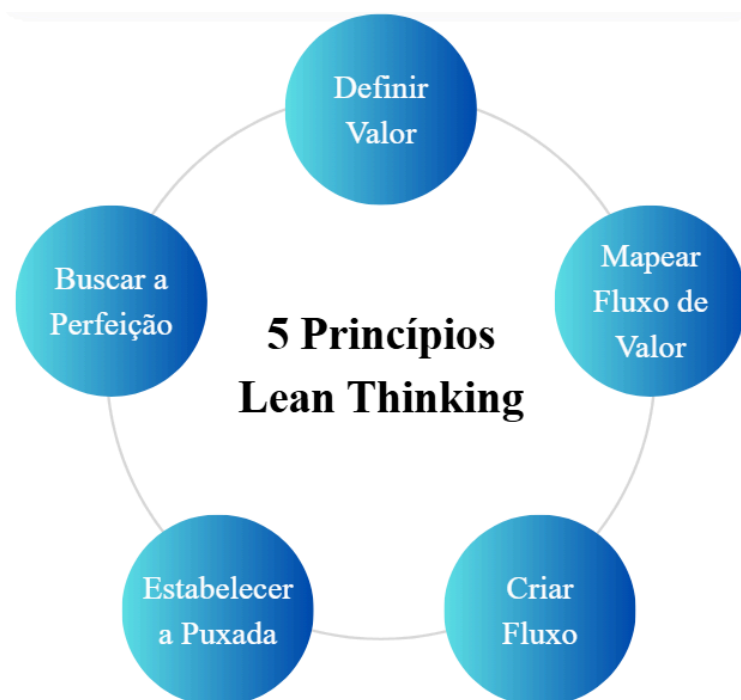 Definir
Valor
Mapear
Fluxo de
Valor
Criar
Fluxo
Estabelecer
a Puxada
Buscar a
Perfeição
5 Princípios
Lean Thinking